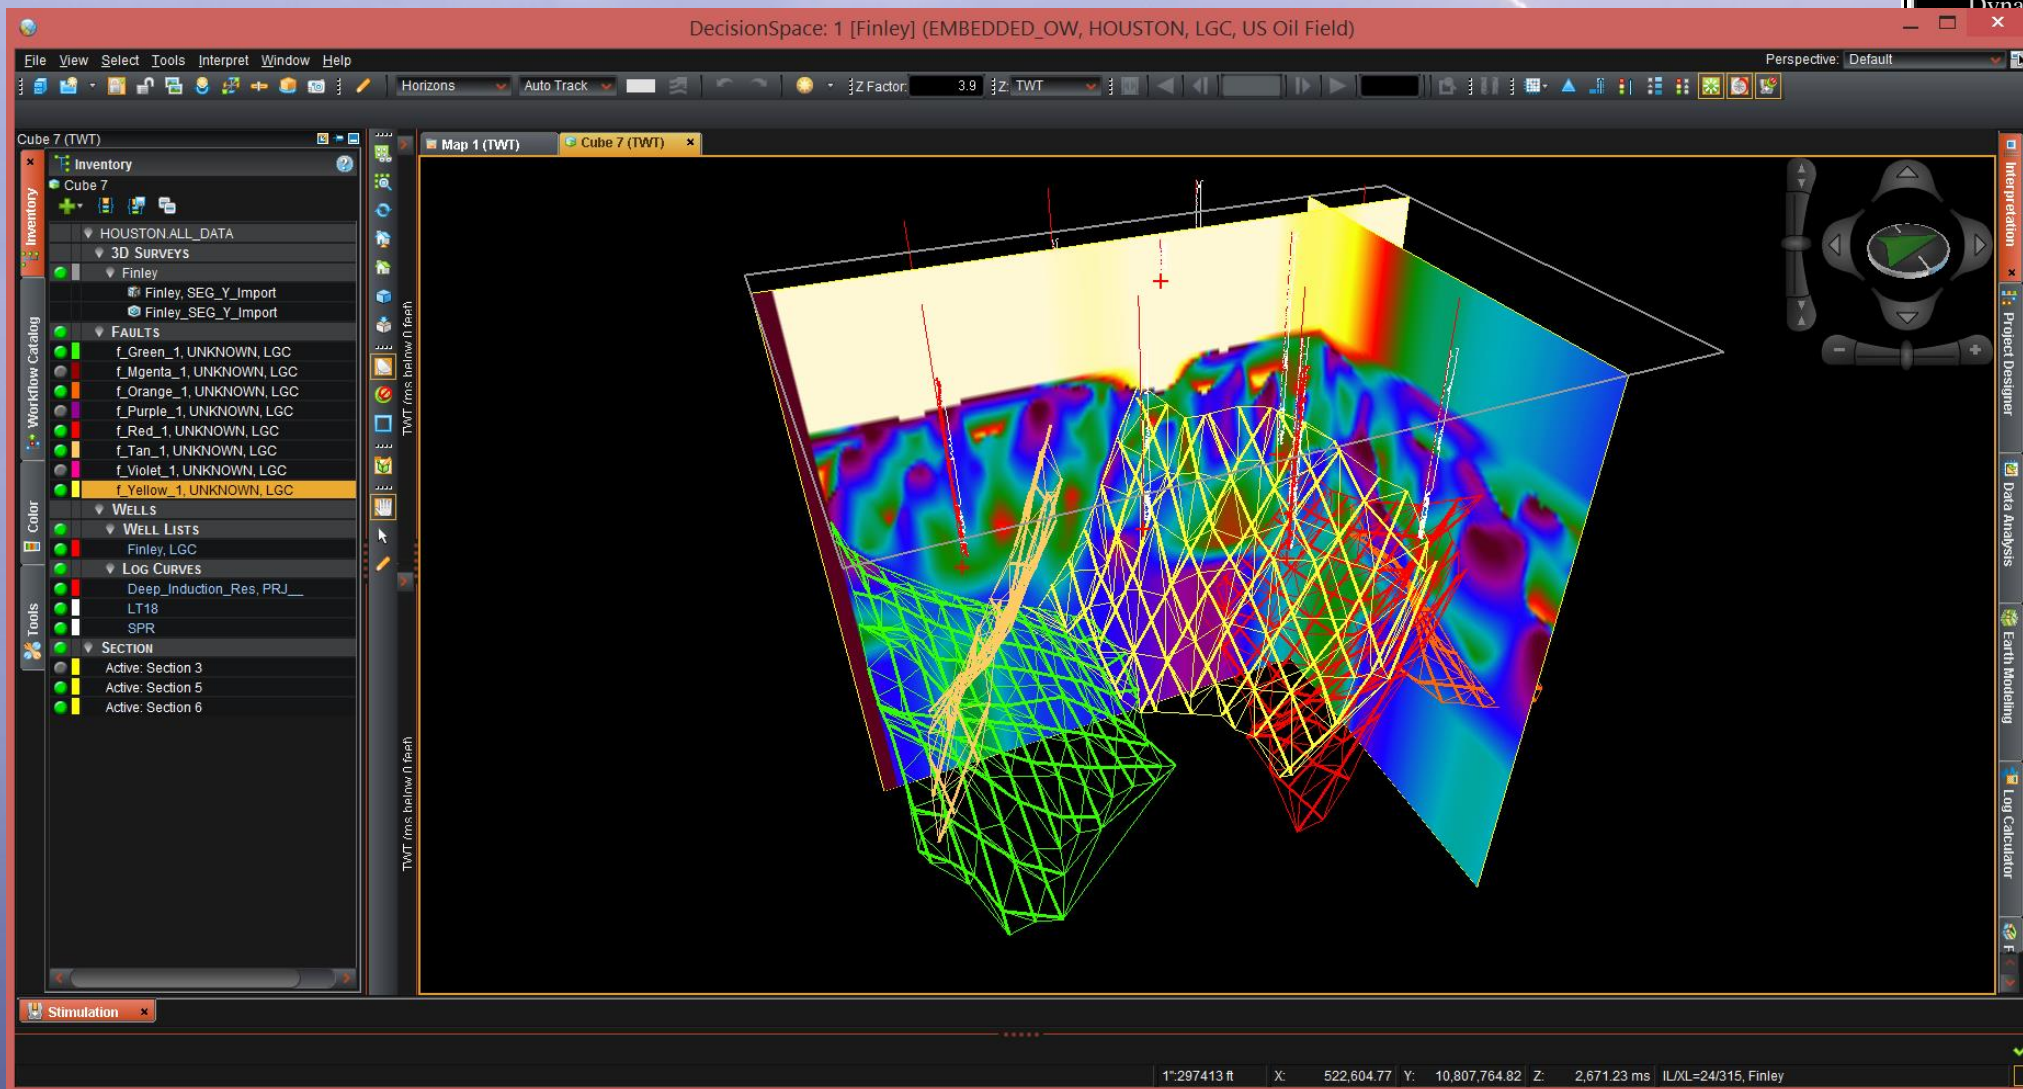 Dyna
DecisionSpace: 1 [Finley] (EMBEDDED_OW, HOUSTON, LGC, US Oil Field)
File View Select Tools Interpret Window Help
Perspective: Default
Horizons Auto Track Z Factor: 3.9 Z: TWT
Cube 7 (TWT)
Map 1 (TWT) Cube 7 (TWT)
Inventory
Cube 7
HOUSTON.ALL_DATA
3D SURVEYS
Finley
Finley, SEG_Y_Import
Finley_SEG_Y_Import
FAULTS
f_Green_1, UNKNOWN, LGC
f_Mgenta_1, UNKNOWN, LGC
f_Orange_1, UNKNOWN, LGC
f_Purple_1, UNKNOWN, LGC
f_Red_1, UNKNOWN, LGC
f_Tan_1, UNKNOWN, LGC
f_Violet_1, UNKNOWN, LGC
f_Yellow_1, UNKNOWN, LGC
WELLS
WELL LISTS
Finley, LGC
LOG CURVES
Deep_Induction_Res, PRJ__
LT18
SPR
SECTION
Active: Section 3
Active: Section 5
Active: Section 6
Inventory
Workflow Catalog
Color
Tools
TWT (ms below 0 feet)
TWT (ms below 0 feet)
Interpretation
Project Designer
Data Analysis
Earth Modeling
Log Calculator
F
Stimulation
1":297413 ft X: 522,604.77 Y: 10,807,764.82 Z: 2,671.23 ms IL/XL=24/315, Finley